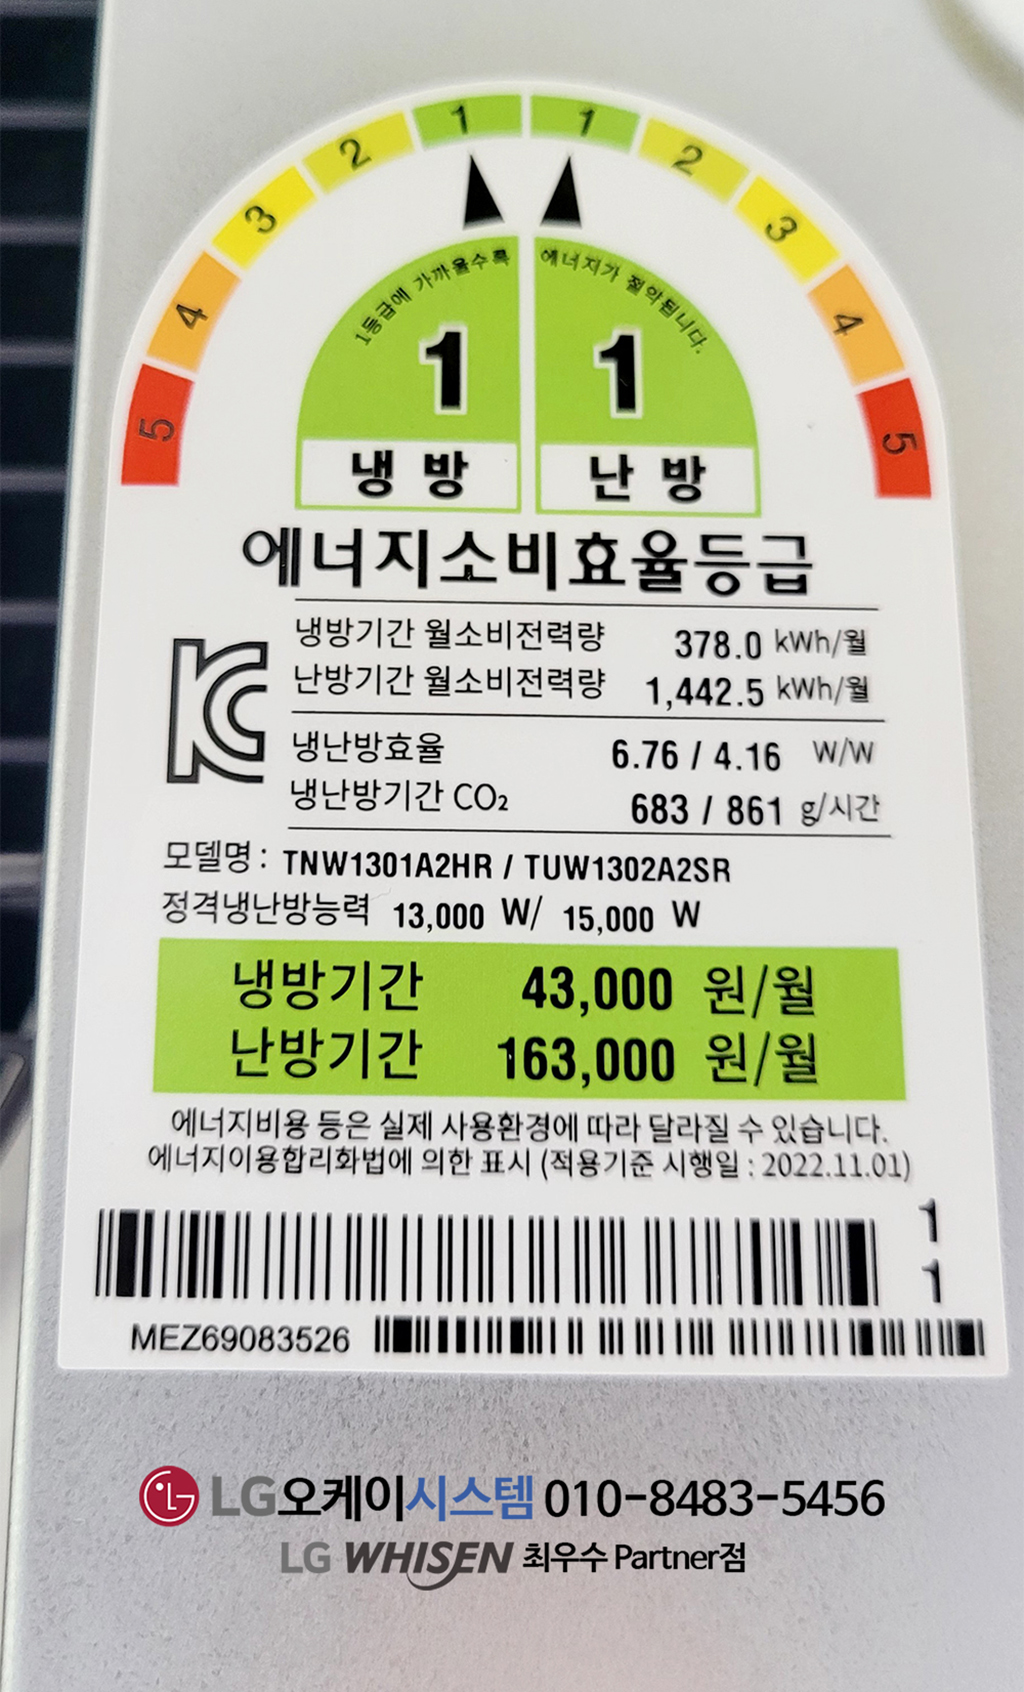 5 4 3 2 1 1 2 3 4 5
1등급에 가까울수록 에너지가 절약됩니다.
1 1
냉방 난방
에너지소비효율등급
냉방기간 월소비전력량 378.0 kWh/월
난방기간 월소비전력량 1,442.5 kWh/월
냉난방효율 6.76 / 4.16 W/W
냉난방기간 CO₂ 683 / 861 g/시간
모델명 : TNW1301A2HR / TUW1302A2SR
정격냉난방능력 13,000 W/ 15,000 W
냉방기간 43,000 원/월
난방기간 163,000 원/월
에너지비용 등은 실제 사용환경에 따라 달라질 수 있습니다.
에너지이용합리화법에 의한 표시 (적용기준 시행일 : 2022.11.01)
1
1
MEZ69083526
LG LG오케이시스템 010-8483-5456
LG WHISEN 최우수 Partner점